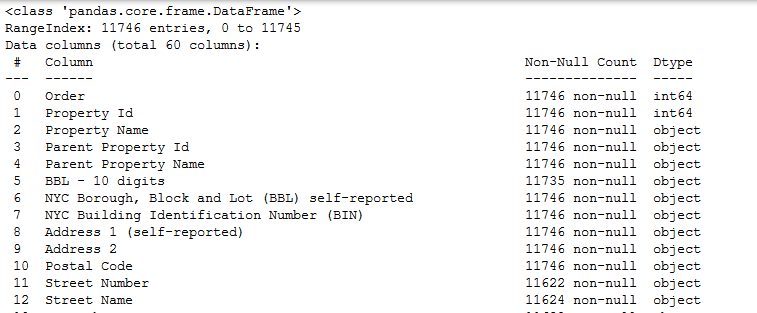 <class 'pandas.core.frame.DataFrame'>
RangeIndex: 11746 entries, 0 to 11745
Data columns (total 60 columns):
 #   Column                                                      Non-Null Count  Dtype
---  ------                                                      --------------  -----
 0   Order                                                       11746 non-null  int64
 1   Property Id                                                 11746 non-null  int64
 2   Property Name                                               11746 non-null  object
 3   Parent Property Id                                          11746 non-null  object
 4   Parent Property Name                                        11746 non-null  object
 5   BBL - 10 digits                                             11735 non-null  object
 6   NYC Borough, Block and Lot (BBL) self-reported              11746 non-null  object
 7   NYC Building Identification Number (BIN)                    11746 non-null  object
 8   Address 1 (self-reported)                                   11746 non-null  object
 9   Address 2                                                   11746 non-null  object
 10  Postal Code                                                 11746 non-null  object
 11  Street Number                                               11622 non-null  object
 12  Street Name                                                 11624 non-null  object